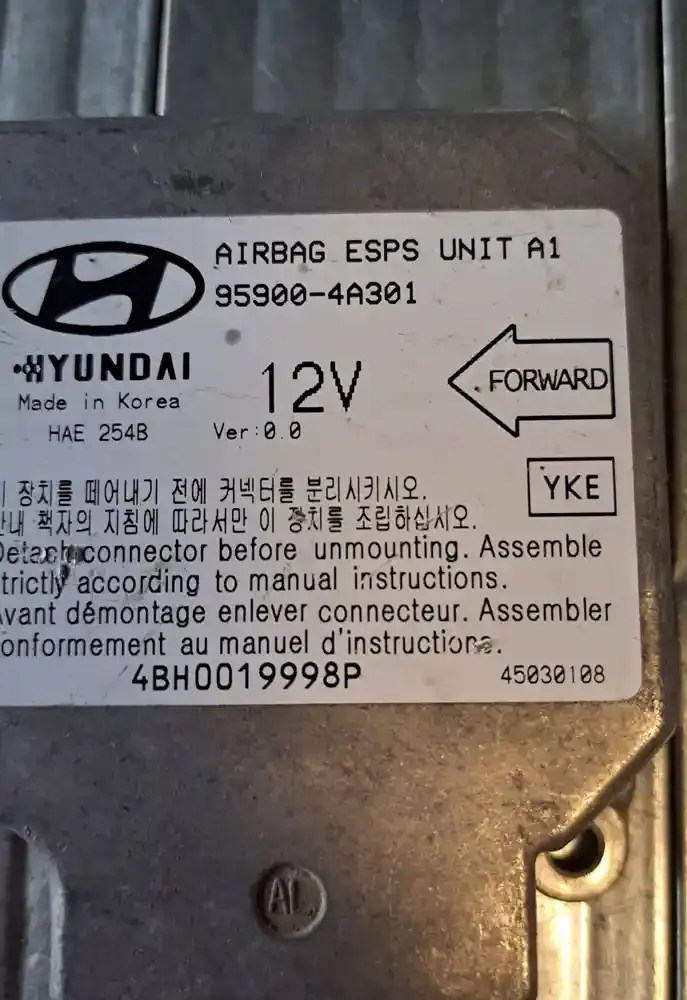 AIRBAG ESPS UNIT A1
95900-4A301
HYUNDAI
12V
FORWARD
Made in Korea
HAE 254B
Ver:0.0
YKE
장치를 떼어내기 전에 커넥터를 분리시키시오.
책자의 지침에 따라서만 이 장치를 조립하십시오.
Detach connector before unmounting. Assemble
according to manual instructions.
démontage enlever connecteur. Assembler
au manuel d'instructions.
4BH0019998P
45030108
AL